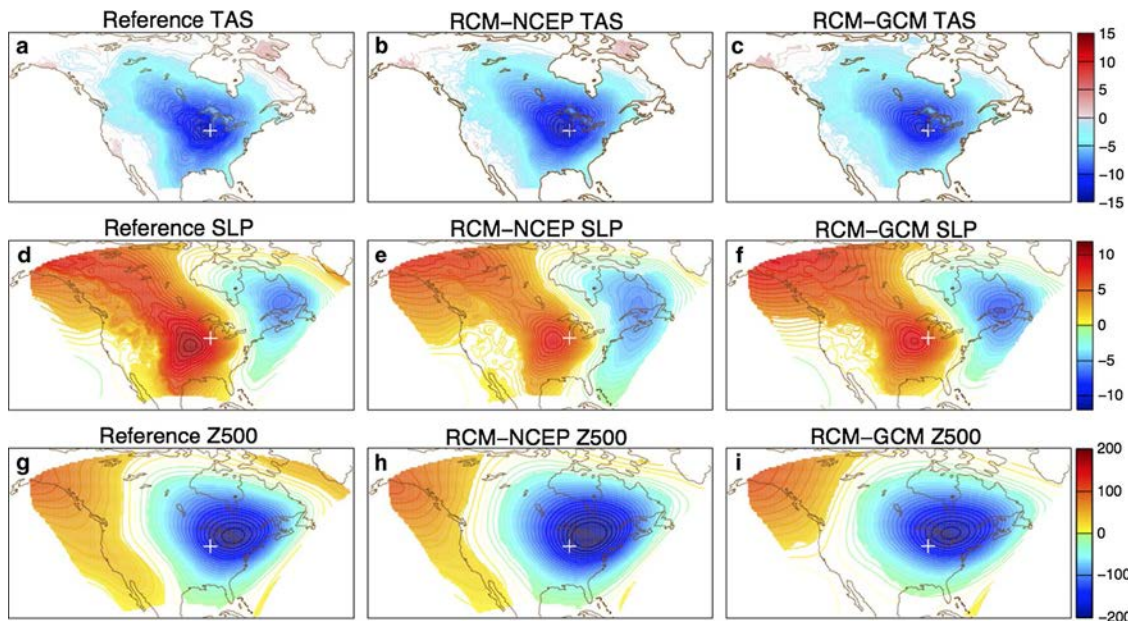 Reference TAS
RCM-NCEP TAS
RCM-GCM TAS
a
b
c
15
10
5
0
-5
-10
-15
Reference SLP
RCM-NCEP SLP
RCM-GCM SLP
d
e
f
10
5
0
-5
-10
Reference Z500
RCM-NCEP Z500
RCM-GCM Z500
g
h
i
200
100
0
-100
-200